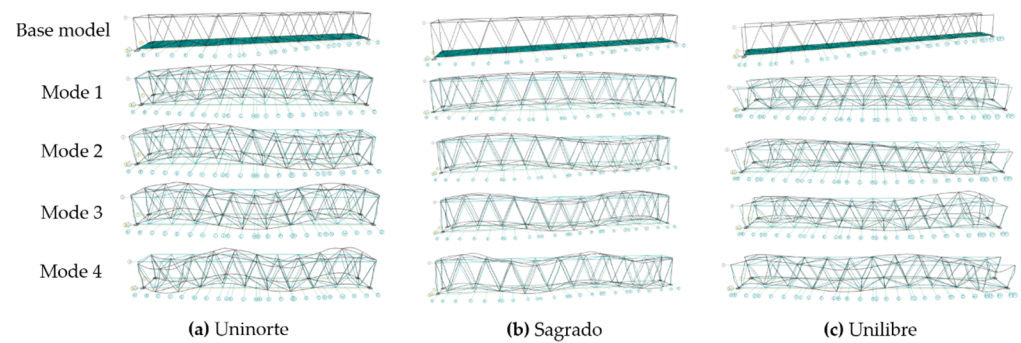 Base model
Mode 1
Mode 2
Mode 3
Mode 4
(a) Uninorte
(b) Sagrado
(c) Unilibre